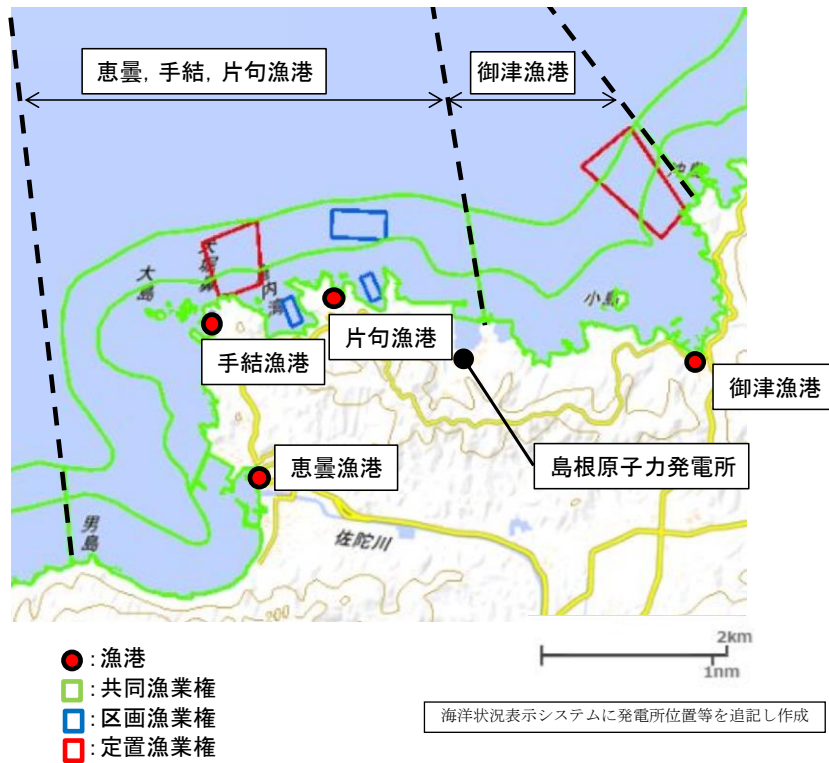 恵曇, 手結, 片句漁港
御津漁港
沖島
大島
小島
手結漁港
片句漁港
御津漁港
恵曇漁港
島根原子力発電所
男島
佐陀川
:漁港
:共同漁業権
:区画漁業権
:定置漁業権
2km
1nm
海洋状況表示システムに発電所位置等を追記し作成